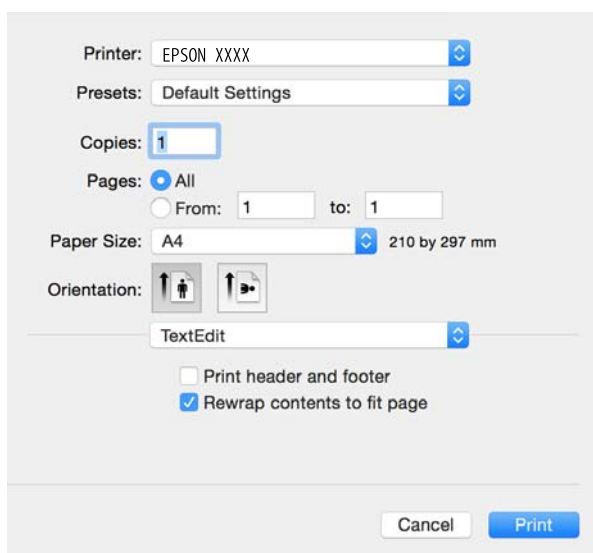 Printer: EPSON XXXX
Presets: Default Settings
Copies: 1
Pages: All
From: 1 to: 1
Paper Size: A4 210 by 297 mm
Orientation:
TextEdit
Print header and footer
Rewrap contents to fit page
Cancel Print